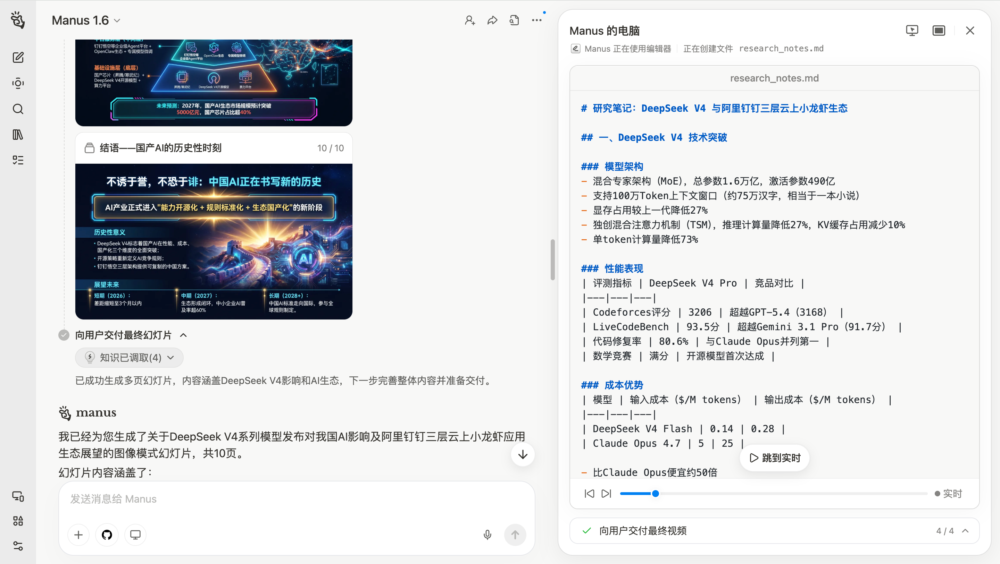 Manus 1.6
钉钉悟空等企业级Agent平台 +
OpenClaw生态 + 专属模型微调
钉钉悟空等
企业级Agent平台
OpenClaw生态
专属模型微调
基础设施层（底层）
国产芯片（昇腾/寒武纪）+
DeepSeek V4开源模型 +
算力平台
昇腾/寒武纪
DeepSeek V4开源模型
算力平台
未来预测：2027年，国产AI生态市场规模预计突破
5000亿元，国产芯片占比超40%
结语——国产AI的历史性时刻
10 / 10
不诱于誉，不恐于诽：中国AI正在书写新的历史
AI产业正式进入"能力开源化 + 规则标准化 + 生态国产化"的新阶段
历史性意义
• DeepSeek V4标志着国产AI在性能、成本、
国产化三个维度的全面突破；
• 开源策略重新定义AI竞争规则；
• 钉钉悟空三层架构提供可复制的中国方案。
AI
展望未来
短期（2026）：
差距缩短至3个月以内
中期（2027）：
生态形成闭环，中小企业AI普
及率超60%
长期（2028+）：
中国AI标准走向国际，参与全
球规则制定。
向用户交付最终幻灯片
知识已调取(4)
已成功生成多页幻灯片，内容涵盖DeepSeek V4影响和AI生态，下一步完善整体内容并准备交付。
manus
我已经为您生成了关于DeepSeek V4系列模型发布对我国AI影响及阿里钉钉三层云上小龙虾应用
生态展望的图像模式幻灯片，共10页。
幻灯片内容涵盖了：
发送消息给 Manus
Manus 的电脑
Manus 正在使用编辑器
正在创建文件 research_notes.md
research_notes.md
# 研究笔记：DeepSeek V4 与阿里钉钉三层云上小龙虾生态
## 一、DeepSeek V4 技术突破
### 模型架构
- 混合专家架构（MoE），总参数1.6万亿，激活参数490亿
- 支持100万Token上下文窗口（约75万汉字，相当于一本小说）
- 显存占用较上一代降低27%
- 独创混合注意力机制（TSM），推理计算量降低27%，KV缓存占用减少10%
- 单token计算量降低73%
### 性能表现
| 评测指标 | DeepSeek V4 Pro | 竞品对比 |
|---|---|---|
| Codeforces评分 | 3206 | 超越GPT-5.4（3168） |
| LiveCodeBench | 93.5分 | 超越Gemini 3.1 Pro（91.7分） |
| 代码修复率 | 80.6% | 与Claude Opus并列第一 |
| 数学竞赛 | 满分 | 开源模型首次达成 |
### 成本优势
| 模型 | 输入成本（$/M tokens） | 输出成本（$/M tokens） |
|---|---|---|
| DeepSeek V4 Flash | 0.14 | 0.28 |
| Claude Opus 4.7 | 5 | 25 |
跳到实时
- 比Claude Opus便宜约50倍
实时
向用户交付最终视频
4 / 4